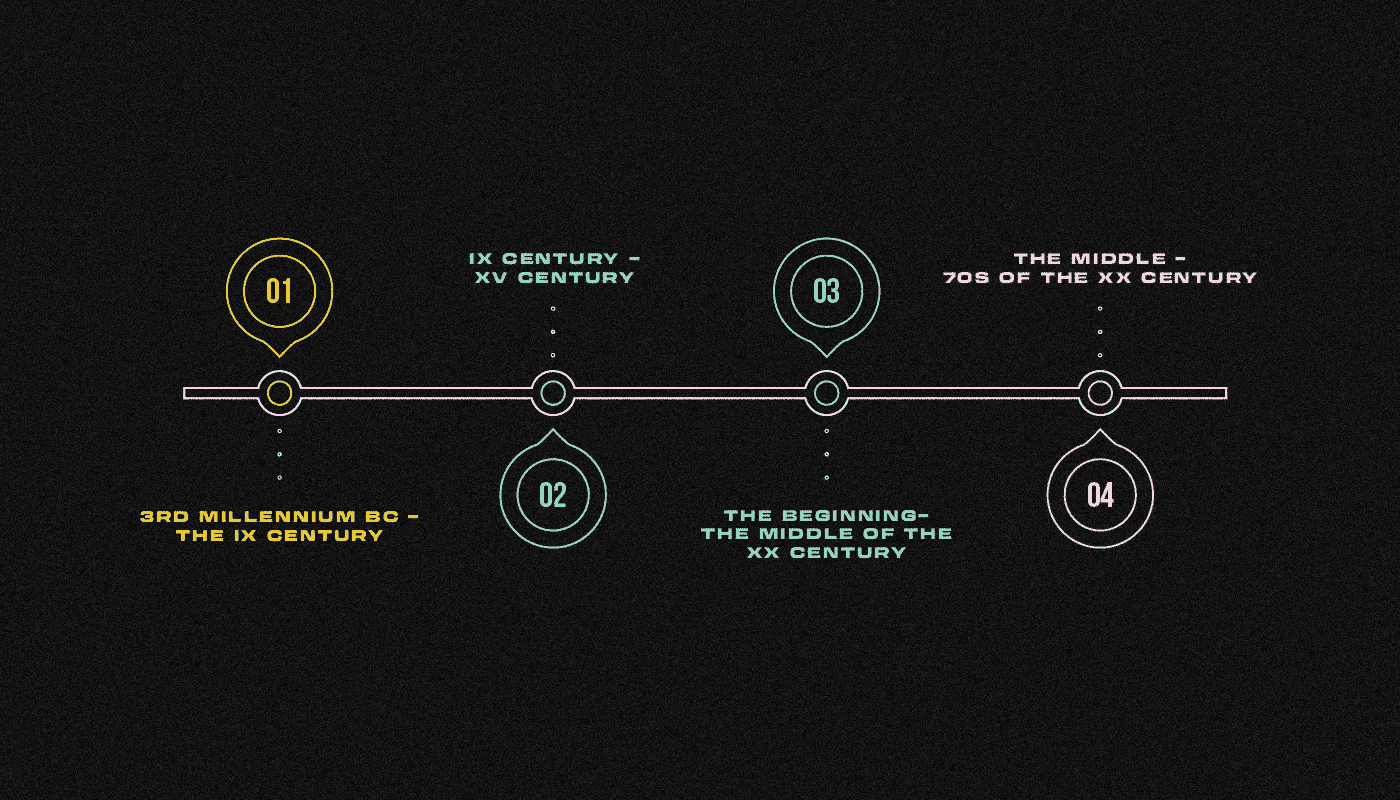 01
3RD MILLENNIUM BC –
THE IX CENTURY
IX CENTURY –
XV CENTURY
02
03
THE BEGINNING–
THE MIDDLE OF THE
XX CENTURY
THE MIDDLE –
70S OF THE XX CENTURY
04